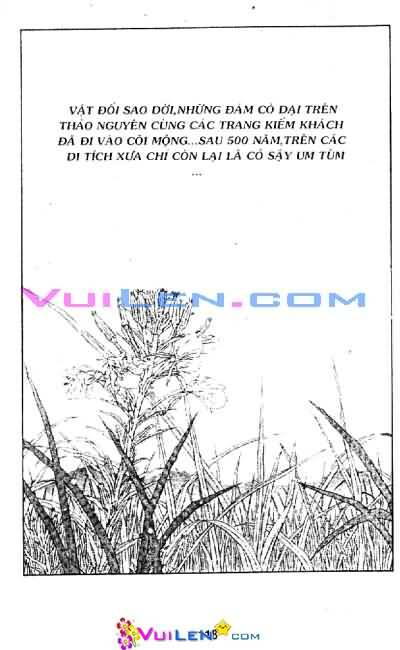 VẬT ĐỔI SAO DỜI,NHỮNG ĐÁM CỎ DẠI TRÊN
THẢO NGUYÊN CÙNG CÁC TRANG KIẾM KHÁCH
ĐÃ ĐI VÀO CÕI MỘNG...SAU 500 NĂM,TRÊN CÁC
DI TÍCH XƯA CHỈ CÒN LẠI LÀ CỎ SẬY UM TÙM
...
VUILEN.COM
VUILEN.COM